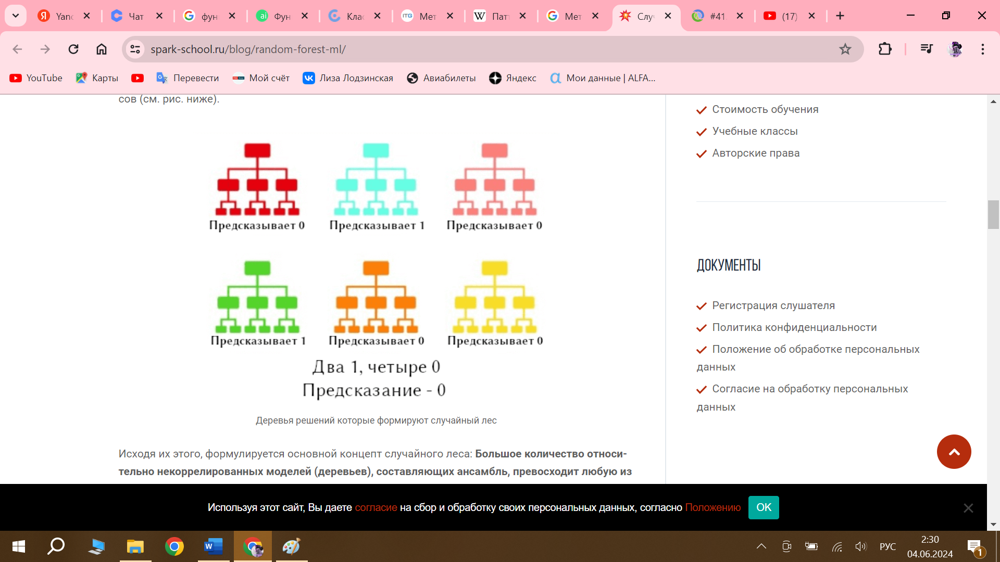 Yanc
Чат
фун
Фун
Клас
Мет
Патт
Мет
Случ
#41
(17)
spark-school.ru/blog/random-forest-ml/
YouTube
Карты
Перевести
Мой счёт
Лиза Лодзинская
Авиабилеты
Яндекс
Мои данные | ALFA...
сов (см. рис. ниже).
Предсказывает 0
Предсказывает 1
Предсказывает 0
Предсказывает 1
Предсказывает 0
Предсказывает 0
Два 1, четыре 0
Предсказание - 0
Деревья решений которые формируют случайный лес
Исходя их этого, формулируется основной концепт случайного леса: Большое количество относи-
тельно некоррелированных моделей (деревьев), составляющих ансамбль, превосходит любую из
Стоимость обучения
Учебные классы
Авторские права
ДОКУМЕНТЫ
Регистрация слушателя
Политика конфиденциальности
Положение об обработке персональных
данных
Согласие на обработку персональных
данных
Используя этот сайт, Вы даете согласие на сбор и обработку своих персональных данных, согласно Положению
OK
РУС
2:30
04.06.2024
1